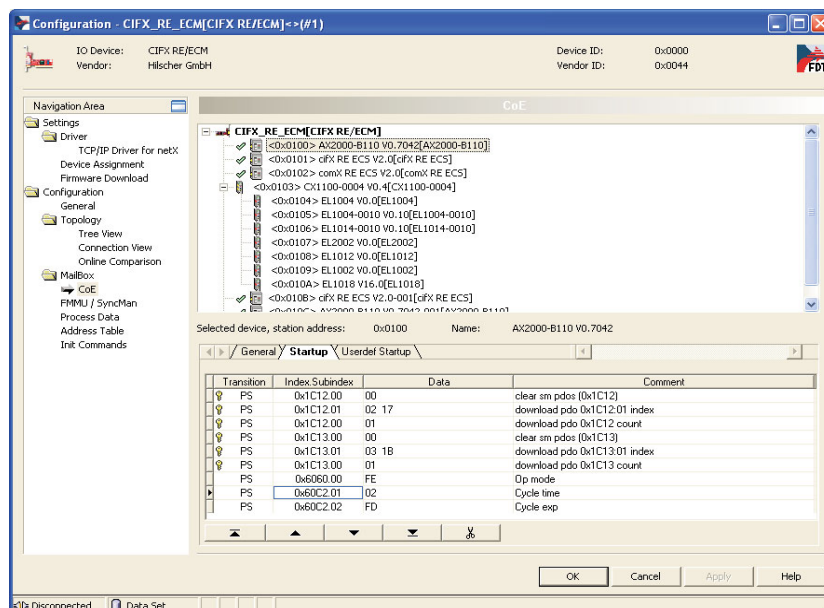 Configuration - CIFX_RE_ECM[CIFX RE/ECM]<>(#1)
IO Device: CIFX RE/ECM Device ID: 0x0000
Vendor: Hilscher GmbH Vendor ID: 0x0044
FDT
Navigation Area
Settings
Driver
TCP/IP Driver for netX
Device Assignment
Firmware Download
Configuration
General
Topology
Tree View
Connection View
Online Comparison
MailBox
CoE
FMMU / SyncMan
Process Data
Address Table
Init Commands
CoE
CIFX_RE_ECM[CIFX RE/ECM]
<0x0100> AX2000-B110 V0.7042[AX2000-B110]
<0x0101> cifX RE ECS V2.0[cifX RE ECS]
<0x0102> comX RE ECS V2.0[comX RE ECS]
<0x0103> CX1100-0004 V0.4[CX1100-0004]
<0x0104> EL1004 V0.0[EL1004]
<0x0105> EL1004-0010 V0.10[EL1004-0010]
<0x0106> EL1014-0010 V0.10[EL1014-0010]
<0x0107> EL2002 V0.0[EL2002]
<0x0108> EL1012 V0.0[EL1012]
<0x0109> EL1002 V0.0[EL1002]
<0x010A> EL1018 V16.0[EL1018]
<0x010B> cifX RE ECS V2.0-001[cifX RE ECS]
<0x010C> AX2000-B110 V0.7042-001[AX2000-B110]
Selected device, station address: 0x0100 Name: AX2000-B110 V0.7042
General Startup Userdef Startup
Transition Index.Subindex Data Comment
PS 0x1C12.00 00 clear sm pdos (0x1C12)
PS 0x1C12.01 02 17 download pdo 0x1C12:01 index
PS 0x1C12.00 01 download pdo 0x1C12 count
PS 0x1C13.00 00 clear sm pdos (0x1C13)
PS 0x1C13.01 03 1B download pdo 0x1C13:01 index
PS 0x1C13.00 01 download pdo 0x1C13 count
PS 0x6060.00 FE Op mode
PS 0x60C2.01 02 Cycle time
PS 0x60C2.02 FD Cycle exp
OK Cancel Apply Help
Disconnected Data Set